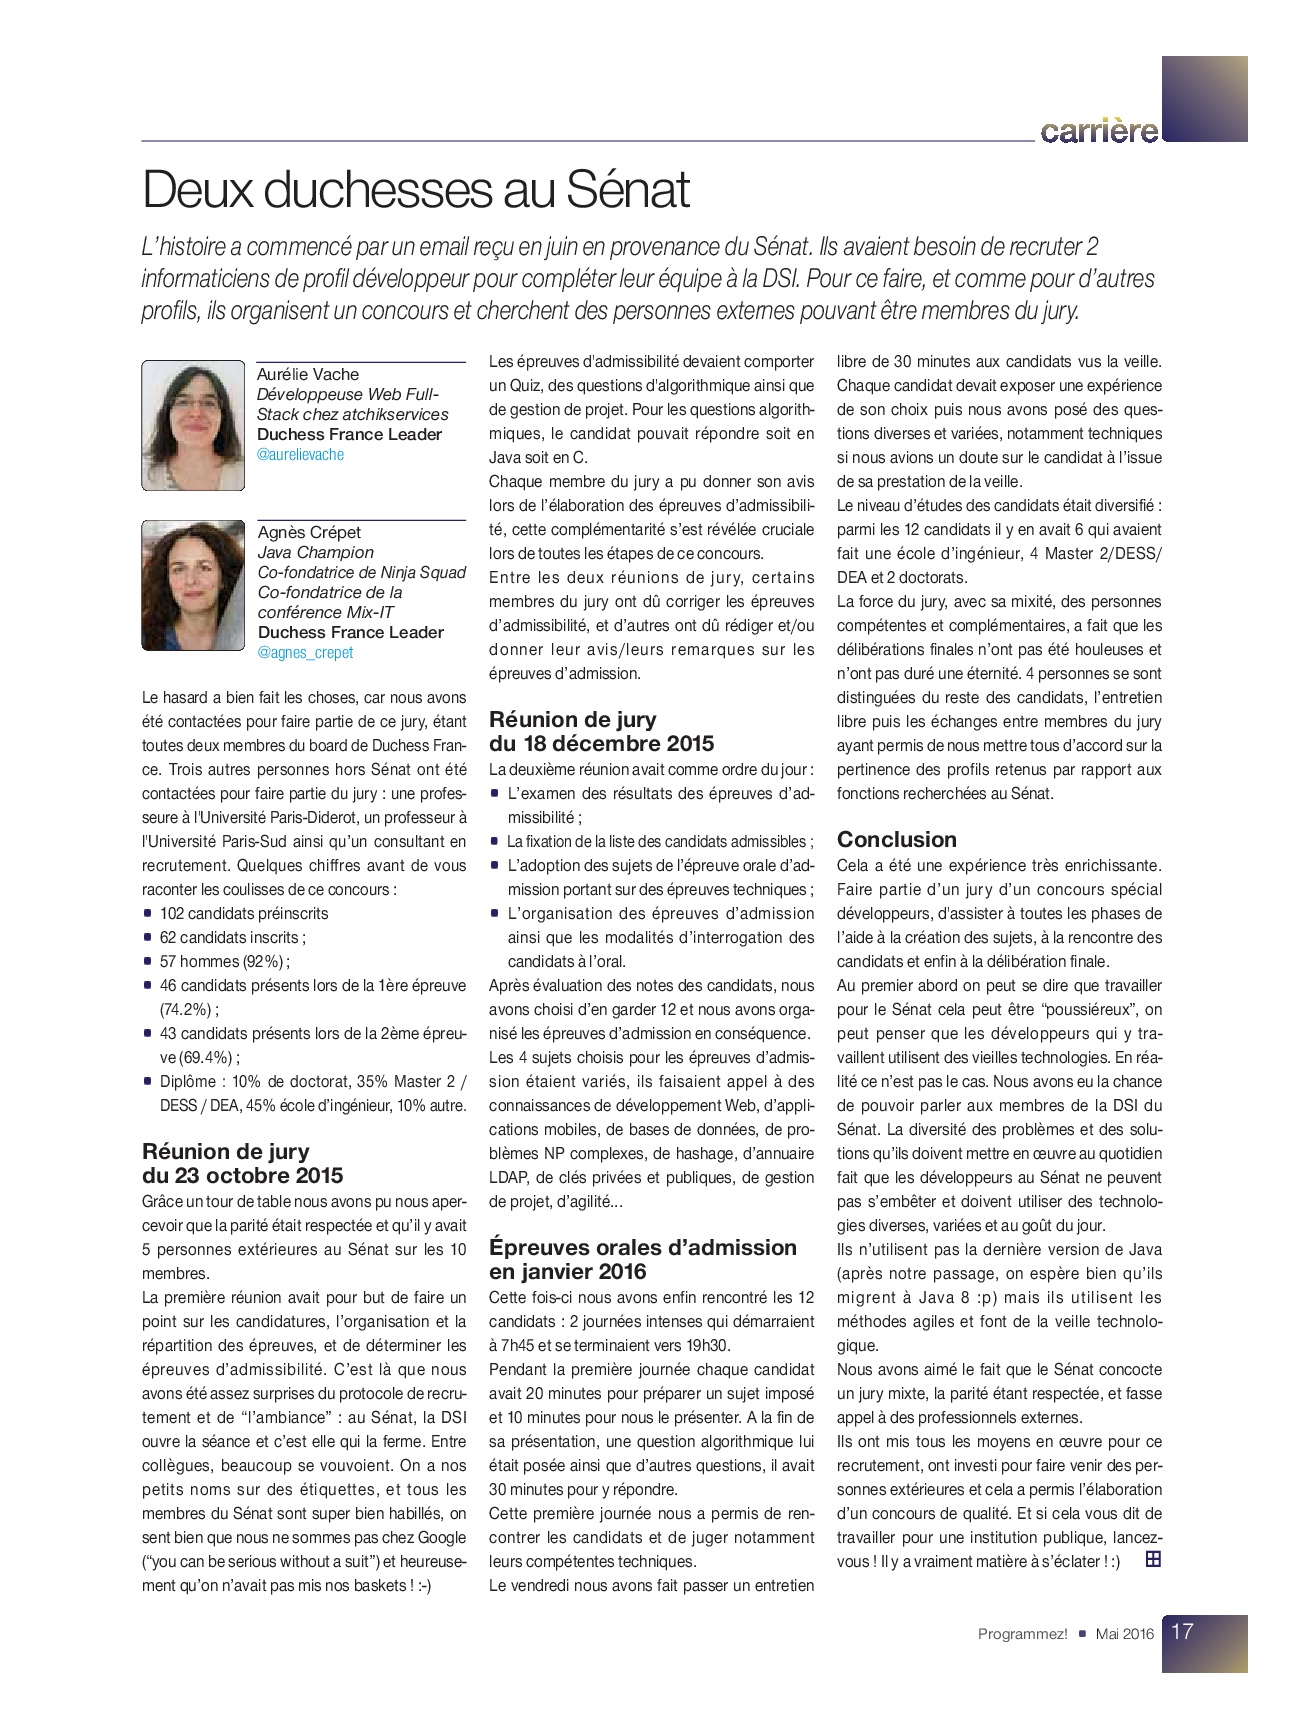 carrière
Deux duchesses au Sénat
L’histoire a commencé par un email reçu en juin en provenance du Sénat. Ils avaient besoin de recruter 2
informaticiens de profil développeur pour compléter leur équipe à la DSI. Pour ce faire, et comme pour d’autres
profils, ils organisent un concours et cherchent des personnes externes pouvant être membres du jury.
Aurélie Vache
Développeuse Web Full-
Stack chez atchikservices
Duchess France Leader
@aurelievache
Agnès Crépet
Java Champion
Co-fondatrice de Ninja Squad
Co-fondatrice de la
conférence Mix-IT
Duchess France Leader
@agnes_crepet
Le hasard a bien fait les choses, car nous avons
été contactées pour faire partie de ce jury, étant
toutes deux membres du board de Duchess Fran-
ce. Trois autres personnes hors Sénat ont été
contactées pour faire partie du jury : une profes-
seure à l'Université Paris-Diderot, un professeur à
l'Université Paris-Sud ainsi qu’un consultant en
recrutement. Quelques chiffres avant de vous
raconter les coulisses de ce concours :
102 candidats préinscrits
62 candidats inscrits ;
57 hommes (92%) ;
46 candidats présents lors de la 1ère épreuve
(74.2%) ;
43 candidats présents lors de la 2ème épreu-
ve (69.4%) ;
Diplôme : 10% de doctorat, 35% Master 2 /
DESS / DEA, 45% école d’ingénieur, 10% autre.
Réunion de jury
du 23 octobre 2015
Grâce un tour de table nous avons pu nous aper-
cevoir que la parité était respectée et qu’il y avait
5 personnes extérieures au Sénat sur les 10
membres.
La première réunion avait pour but de faire un
point sur les candidatures, l’organisation et la
répartition des épreuves, et de déterminer les
épreuves d’admissibilité. C’est là que nous
avons été assez surprises du protocole de recru-
tement et de “l’ambiance” : au Sénat, la DSI
ouvre la séance et c’est elle qui la ferme. Entre
collègues, beaucoup se vouvoient. On a nos
petits noms sur des étiquettes, et tous les
membres du Sénat sont super bien habillés, on
sent bien que nous ne sommes pas chez Google
(“you can be serious without a suit”) et heureuse-
ment qu’on n’avait pas mis nos baskets ! :-)
Les épreuves d'admissibilité devaient comporter
un Quiz, des questions d'algorithmique ainsi que
de gestion de projet. Pour les questions algorith-
miques, le candidat pouvait répondre soit en
Java soit en C.
Chaque membre du jury a pu donner son avis
lors de l’élaboration des épreuves d’admissibili-
té, cette complémentarité s’est révélée cruciale
lors de toutes les étapes de ce concours.
Entre les deux réunions de jury, certains
membres du jury ont dû corriger les épreuves
d’admissibilité, et d’autres ont dû rédiger et/ou
donner leur avis/leurs remarques sur les
épreuves d’admission.
Réunion de jury
du 18 décembre 2015
La deuxième réunion avait comme ordre du jour :
L’examen des résultats des épreuves d’ad-
missibilité ;
La fixation de la liste des candidats admissibles ;
L’adoption des sujets de l’épreuve orale d’ad-
mission portant sur des épreuves techniques ;
L’organisation des épreuves d’admission
ainsi que les modalités d’interrogation des
candidats à l’oral.
Après évaluation des notes des candidats, nous
avons choisi d’en garder 12 et nous avons orga-
nisé les épreuves d’admission en conséquence.
Les 4 sujets choisis pour les épreuves d’admis-
sion étaient variés, ils faisaient appel à des
connaissances de développement Web, d’appli-
cations mobiles, de bases de données, de pro-
blèmes NP complexes, de hashage, d’annuaire
LDAP, de clés privées et publiques, de gestion
de projet, d’agilité...
Épreuves orales d’admission
en janvier 2016
Cette fois-ci nous avons enfin rencontré les 12
candidats : 2 journées intenses qui démarraient
à 7h45 et se terminaient vers 19h30.
Pendant la première journée chaque candidat
avait 20 minutes pour préparer un sujet imposé
et 10 minutes pour nous le présenter. A la fin de
sa présentation, une question algorithmique lui
était posée ainsi que d’autres questions, il avait
30 minutes pour y répondre.
Cette première journée nous a permis de ren-
contrer les candidats et de juger notamment
leurs compétentes techniques.
Le vendredi nous avons fait passer un entretien
libre de 30 minutes aux candidats vus la veille.
Chaque candidat devait exposer une expérience
de son choix puis nous avons posé des ques-
tions diverses et variées, notamment techniques
si nous avions un doute sur le candidat à l’issue
de sa prestation de la veille.
Le niveau d’études des candidats était diversifié :
parmi les 12 candidats il y en avait 6 qui avaient
fait une école d’ingénieur, 4 Master 2/DESS/
DEA et 2 doctorats.
La force du jury, avec sa mixité, des personnes
compétentes et complémentaires, a fait que les
délibérations finales n’ont pas été houleuses et
n’ont pas duré une éternité. 4 personnes se sont
distinguées du reste des candidats, l’entretien
libre puis les échanges entre membres du jury
ayant permis de nous mettre tous d’accord sur la
pertinence des profils retenus par rapport aux
fonctions recherchées au Sénat.
Conclusion
Cela a été une expérience très enrichissante.
Faire partie d’un jury d’un concours spécial
développeurs, d'assister à toutes les phases de
l’aide à la création des sujets, à la rencontre des
candidats et enfin à la délibération finale.
Au premier abord on peut se dire que travailler
pour le Sénat cela peut être “poussiéreux”, on
peut penser que les développeurs qui y tra-
vaillent utilisent des vieilles technologies. En réa-
lité ce n’est pas le cas. Nous avons eu la chance
de pouvoir parler aux membres de la DSI du
Sénat. La diversité des problèmes et des solu-
tions qu’ils doivent mettre en œuvre au quotidien
fait que les développeurs au Sénat ne peuvent
pas s’embêter et doivent utiliser des technolo-
gies diverses, variées et au goût du jour.
Ils n’utilisent pas la dernière version de Java
(après notre passage, on espère bien qu’ils
migrent à Java 8 :p) mais ils utilisent les
méthodes agiles et font de la veille technolo-
gique.
Nous avons aimé le fait que le Sénat concocte
un jury mixte, la parité étant respectée, et fasse
appel à des professionnels externes.
Ils ont mis tous les moyens en œuvre pour ce
recrutement, ont investi pour faire venir des per-
sonnes extérieures et cela a permis l’élaboration
d’un concours de qualité. Et si cela vous dit de
travailler pour une institution publique, lancez-
vous ! Il y a vraiment matière à s’éclater ! :)
Programmez! Mai 2016 17